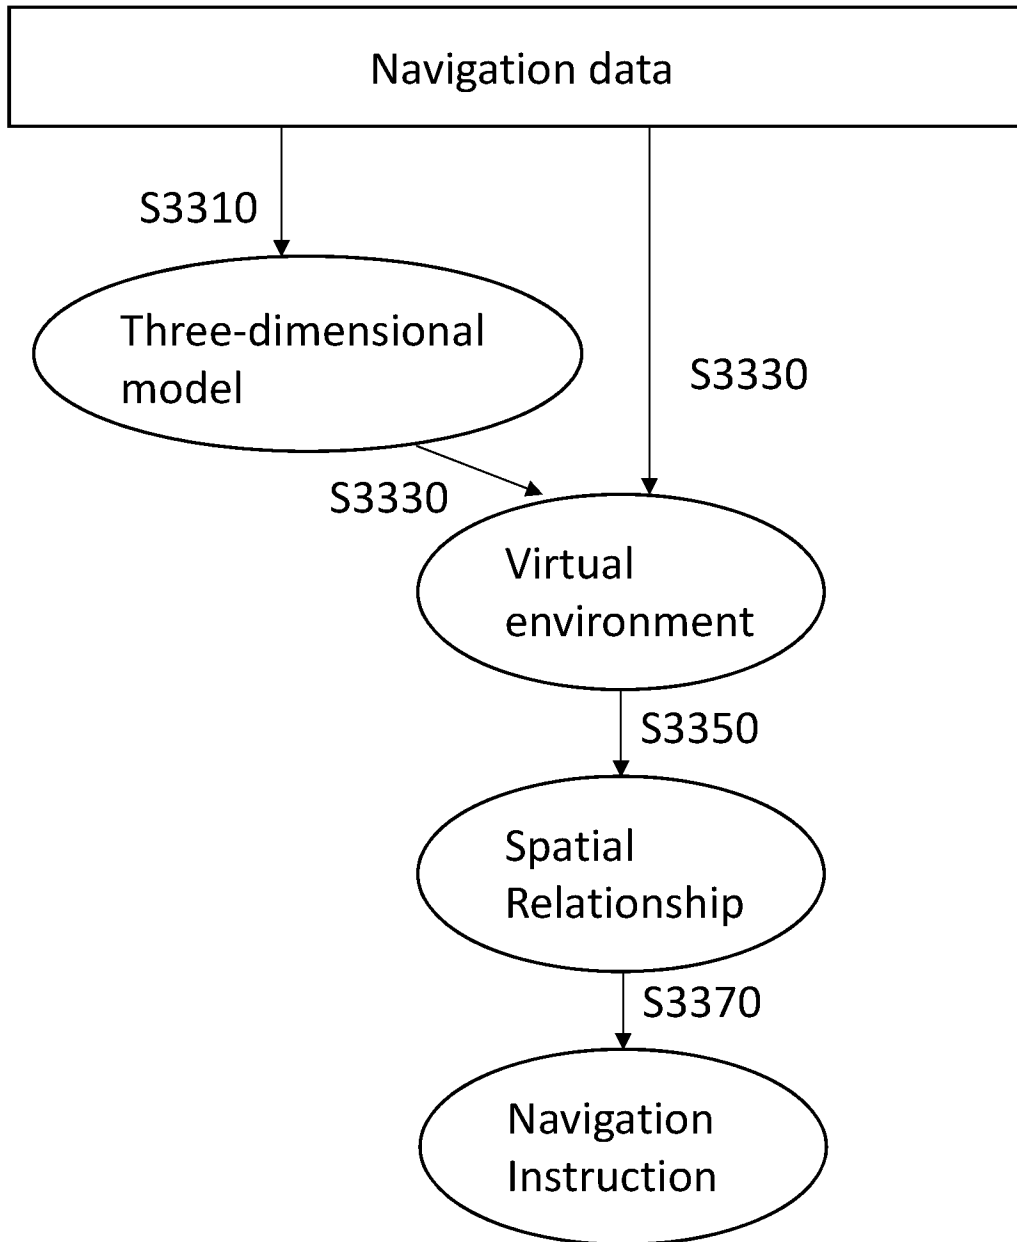 Navigation data
S3310
Three-dimensional
model
S3330
S3330
Virtual
environment
S3350
Spatial
Relationship
S3370
Navigation
Instruction